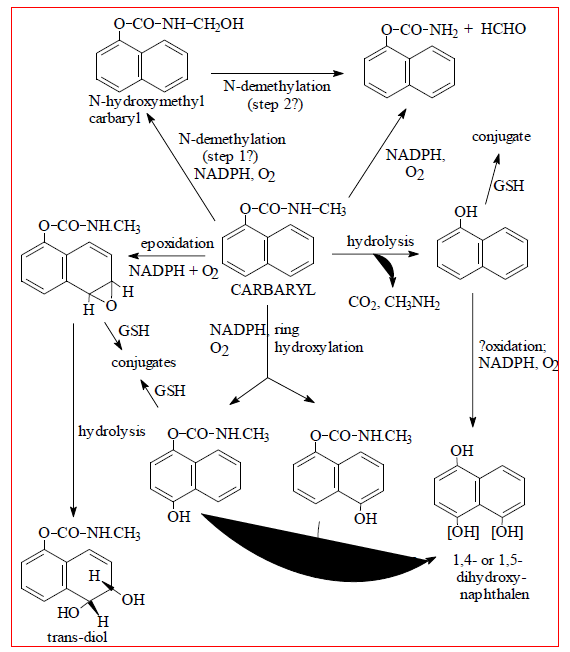 O-CO-NH-CH2OH
O-CO-NH2 + HCHO
N-hydroxymethyl
carbaryl
N-demethylation
(step 2?)
N-demethylation
(step 1?)
NADPH, O2
NADPH,
O2
conjugate
GSH
O-CO-NH.CH3
O-CO-NH-CH3
OH
epoxidation
NADPH + O2
hydrolysis
CARBARYL
CO2, CH3NH2
H
H
O
GSH
conjugates
GSH
NADPH, ring
O2 hydroxylation
?oxidation;
NADPH, O2
hydrolysis
O-CO-NH.CH3
O-CO-NH.CH3
OH
OH
OH
[OH] [OH]
1,4- or 1,5-
dihydroxy-
naphthalen
O-CO-NH.CH3
H
OH
HO
H
trans-diol